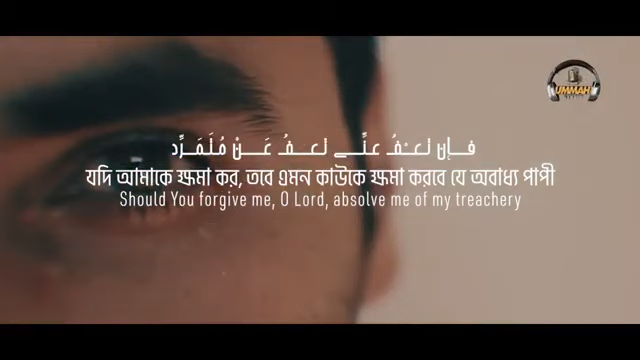 فَإِن تَعْفُ عَنِّي تَعْفُ عَنْ مُتَمَرِّد
যদি আমাকে ক্ষমা কর, তবে এমন কাউকে ক্ষমা করবে যে অবাধ্য পাপী
Should You forgive me, O Lord, absolve me of my treachery
UMMAH